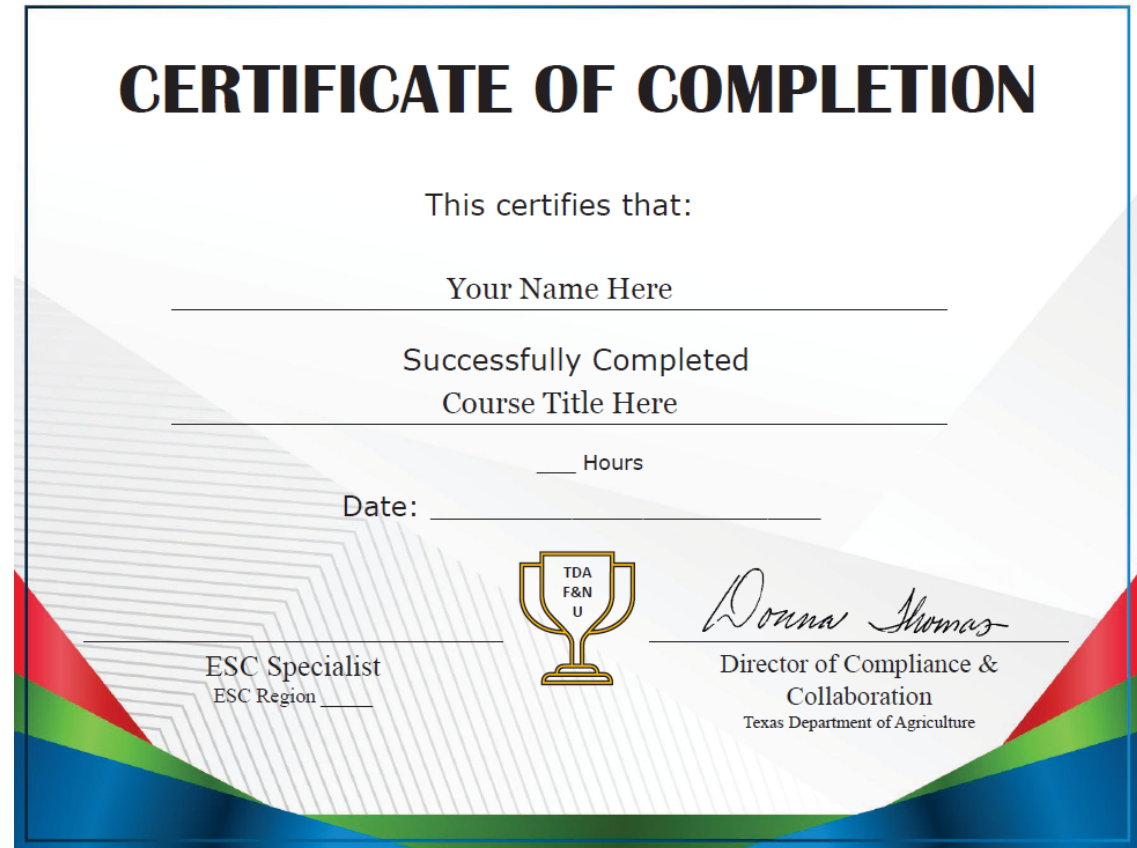 CERTIFICATE OF COMPLETION
This certifies that:
Your Name Here
Successfully Completed
Course Title Here
___ Hours
Date: ______________________
TDA
F&N
U
Donna Thomas
ESC Specialist
ESC Region _____
Director of Compliance &
Collaboration
Texas Department of Agriculture